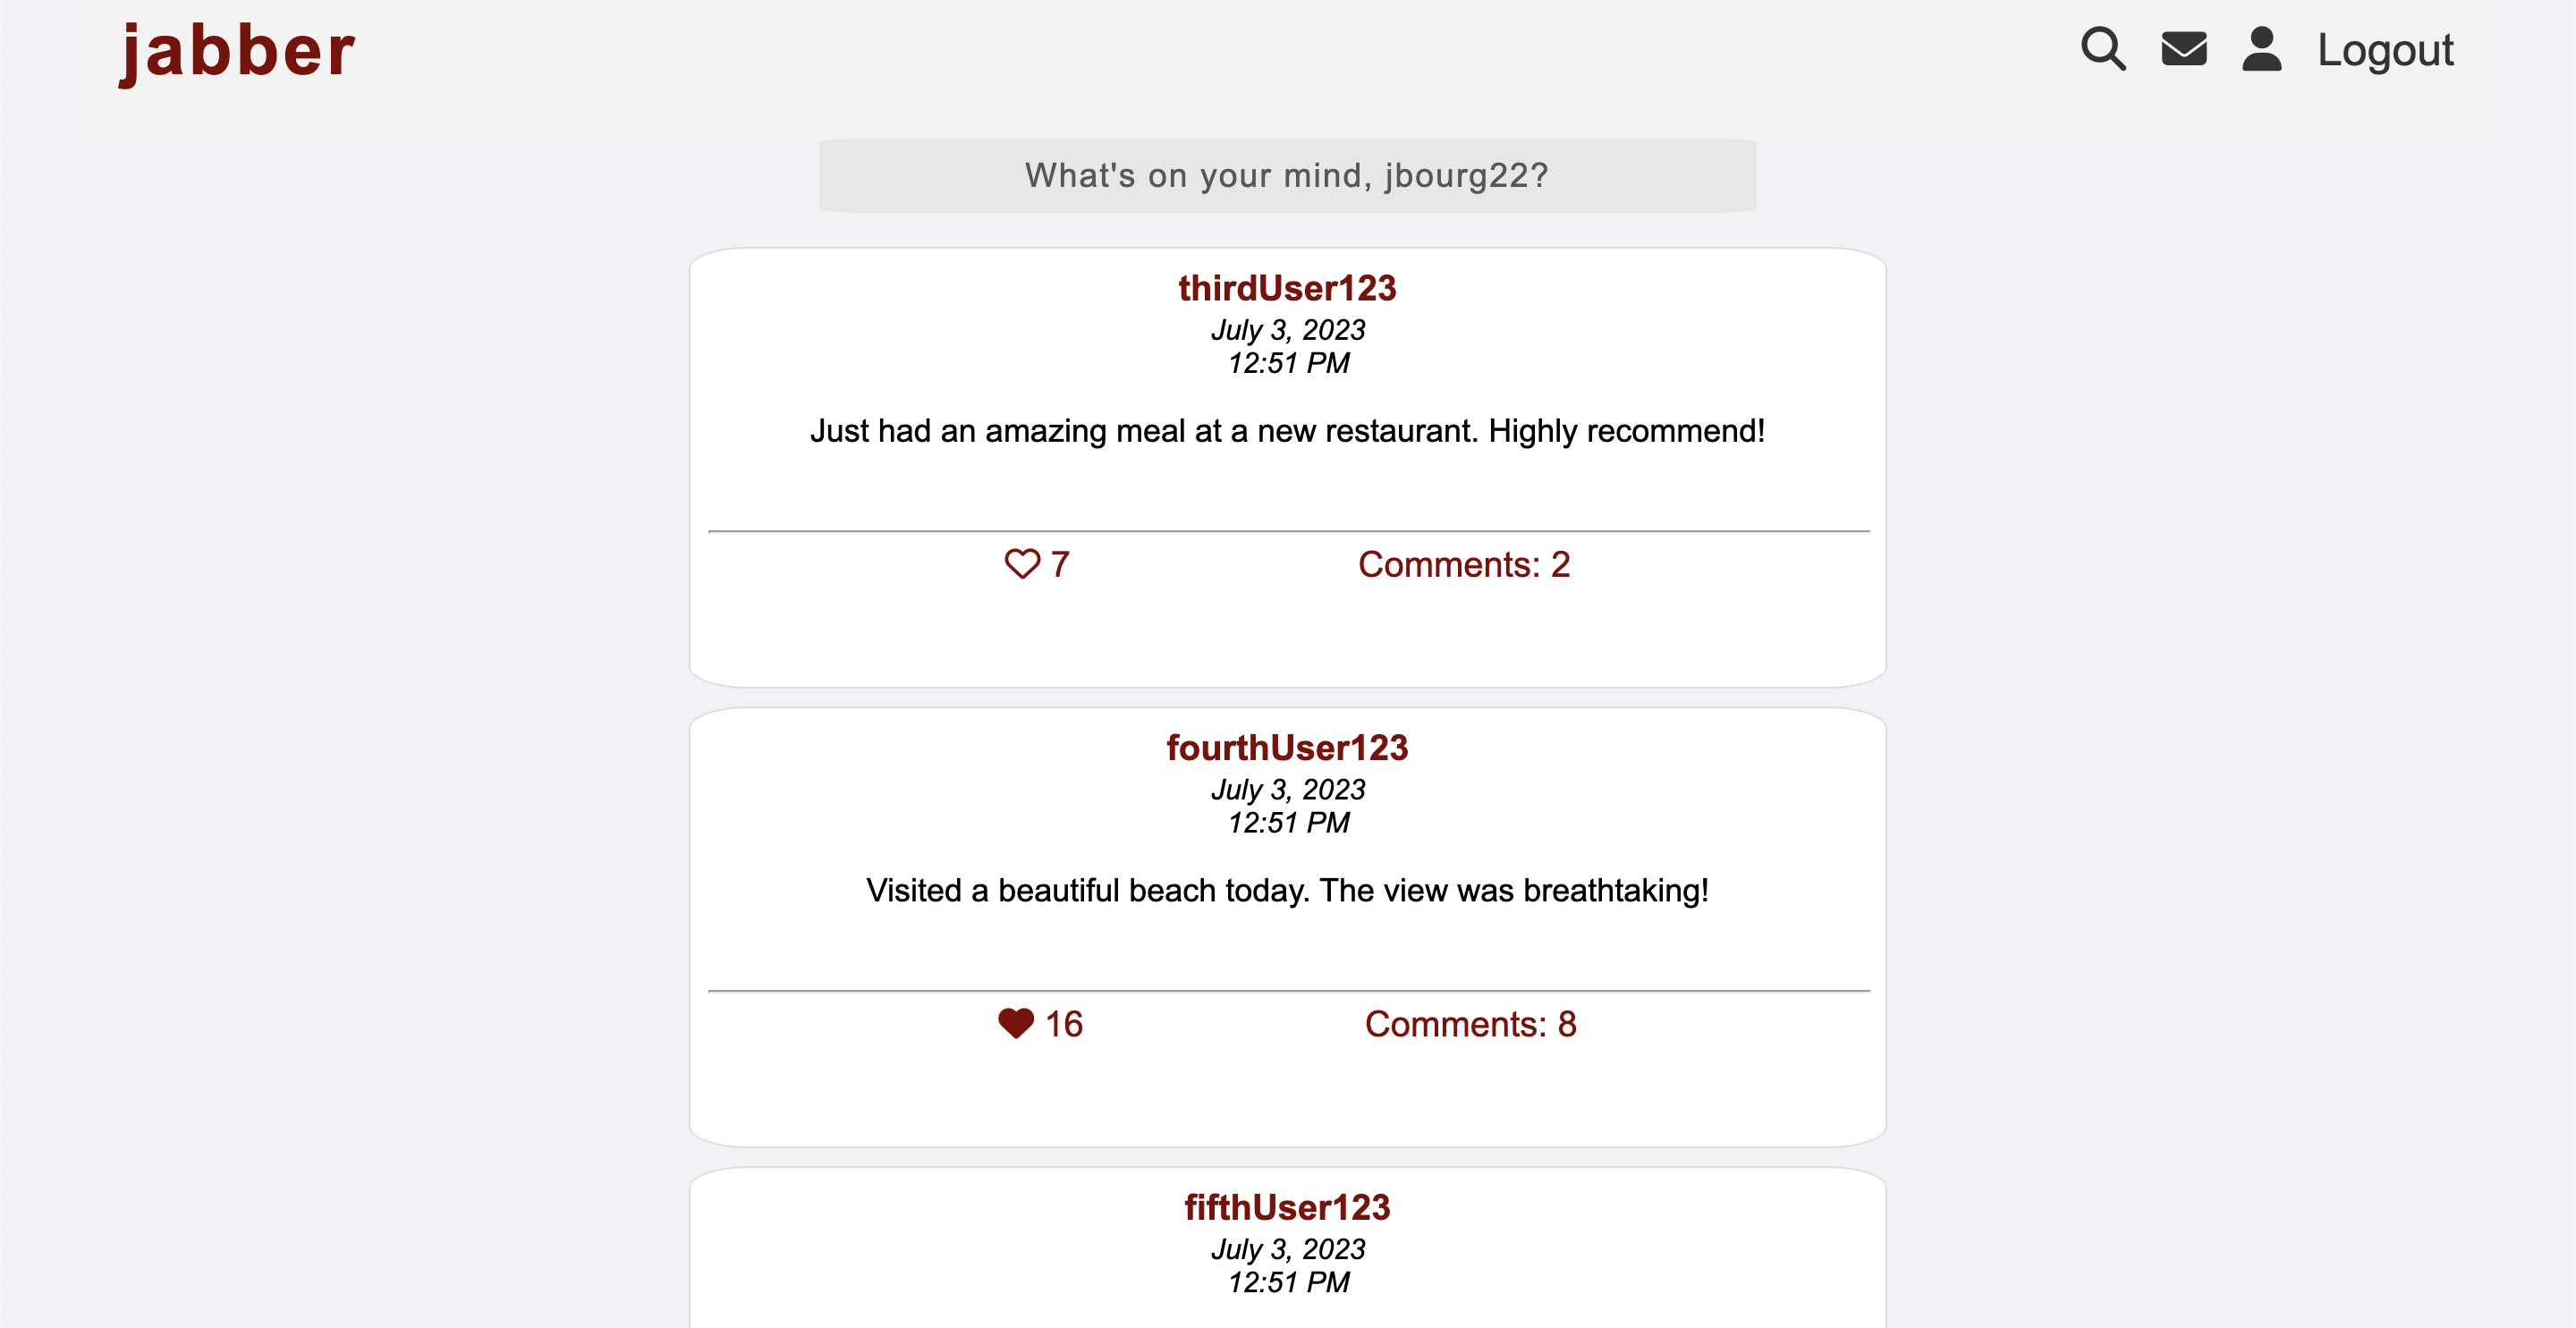 jabber
Logout
What's on your mind, jbourg22?
thirdUser123
July 3, 2023
12:51 PM
Just had an amazing meal at a new restaurant. Highly recommend!
7 Comments: 2
fourthUser123
July 3, 2023
12:51 PM
Visited a beautiful beach today. The view was breathtaking!
16 Comments: 8
fifthUser123
July 3, 2023
12:51 PM